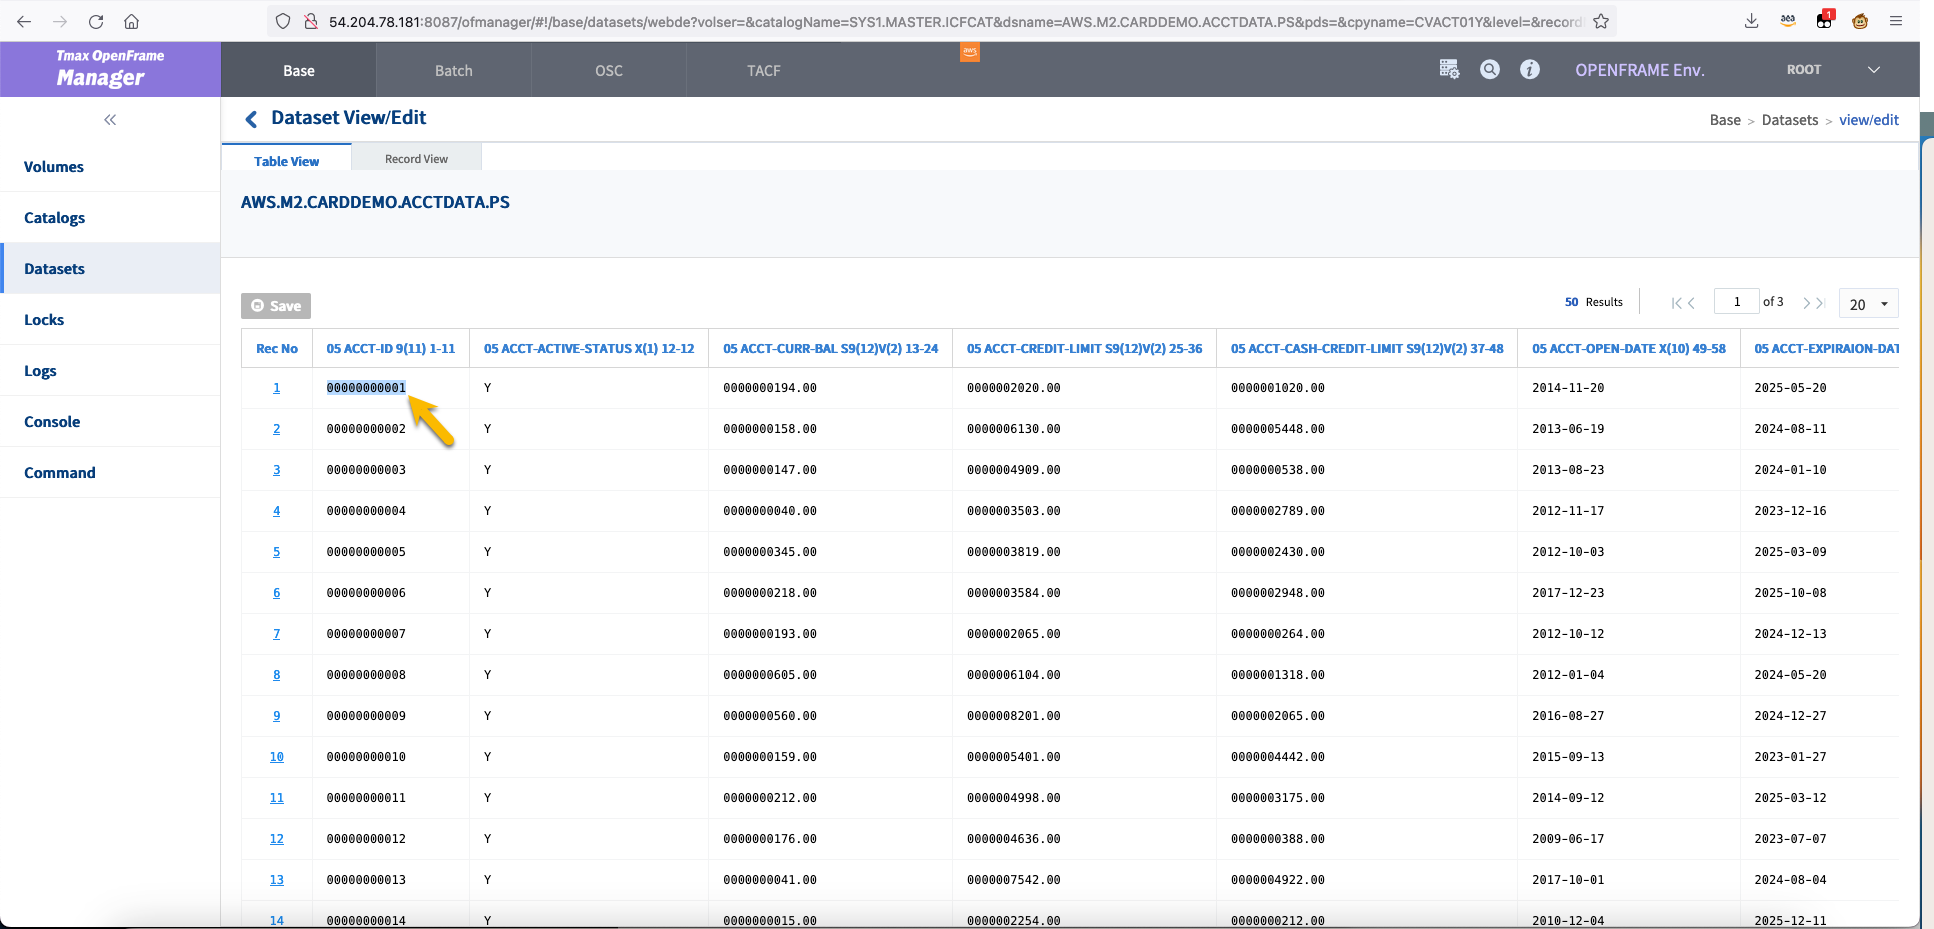 54.204.78.181:8087/ofmanager/#!/base/datasets/webde?volser=&catalogName=SYS1.MASTER.ICFCAT&dsname=AWS.M2.CARDDEMO.ACCTDATA.PS&pds=&cpyname=CVACT01Y&level=&record
aea
1
Tmax OpenFrame
Manager
Base Batch OSC TACF
aws
OPENFRAME Env. ROOT
Dataset View/Edit
Base > Datasets > view/edit
Volumes
Catalogs
Datasets
Locks
Logs
Console
Command
Table View Record View
AWS.M2.CARDDEMO.ACCTDATA.PS
Save
50 Results 1 of 3 20
Rec No 05 ACCT-ID 9(11) 1-11 05 ACCT-ACTIVE-STATUS X(1) 12-12 05 ACCT-CURR-BAL S9(12)V(2) 13-24 05 ACCT-CREDIT-LIMIT S9(12)V(2) 25-36 05 ACCT-CASH-CREDIT-LIMIT S9(12)V(2) 37-48 05 ACCT-OPEN-DATE X(10) 49-58 05 ACCT-EXPIRAION-DAT
1 00000000001 Y 0000000194.00 0000002020.00 0000001020.00 2014-11-20 2025-05-20
2 00000000002 Y 0000000158.00 0000006130.00 0000005448.00 2013-06-19 2024-08-11
3 00000000003 Y 0000000147.00 0000004909.00 0000000538.00 2013-08-23 2024-01-10
4 00000000004 Y 0000000040.00 0000003503.00 0000002789.00 2012-11-17 2023-12-16
5 00000000005 Y 0000000345.00 0000003819.00 0000002430.00 2012-10-03 2025-03-09
6 00000000006 Y 0000000218.00 0000003584.00 0000002948.00 2017-12-23 2025-10-08
7 00000000007 Y 0000000193.00 0000002065.00 0000000264.00 2012-10-12 2024-12-13
8 00000000008 Y 0000000605.00 0000006104.00 0000001318.00 2012-01-04 2024-05-20
9 00000000009 Y 0000000560.00 0000008201.00 0000002065.00 2016-08-27 2024-12-27
10 00000000010 Y 0000000159.00 0000005401.00 0000004442.00 2015-09-13 2023-01-27
11 00000000011 Y 0000000212.00 0000004998.00 0000003175.00 2014-09-12 2025-03-12
12 00000000012 Y 0000000176.00 0000004636.00 0000000388.00 2009-06-17 2023-07-07
13 00000000013 Y 0000000041.00 0000007542.00 0000004922.00 2017-10-01 2024-08-04
14 00000000014 Y 0000000015.00 0000002254.00 0000000212.00 2010-12-04 2025-12-11